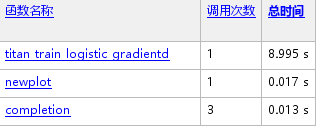 函数名称 调用次数 总时间
titan train logistic gradientd 1 8.995 s
newplot 1 0.017 s
completion 3 0.013 s